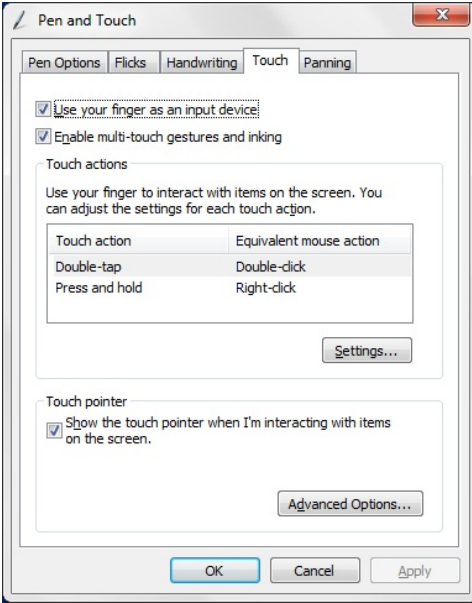 Pen and Touch
Pen Options Flicks Handwriting Touch Panning
Use your finger as an input device
Enable multi-touch gestures and inking
Touch actions
Use your finger to interact with items on the screen. You
can adjust the settings for each touch action.
Touch action Equivalent mouse action
Double-tap Double-click
Press and hold Right-click
Settings...
Touch pointer
Show the touch pointer when I'm interacting with items
on the screen.
Advanced Options...
OK Cancel Apply